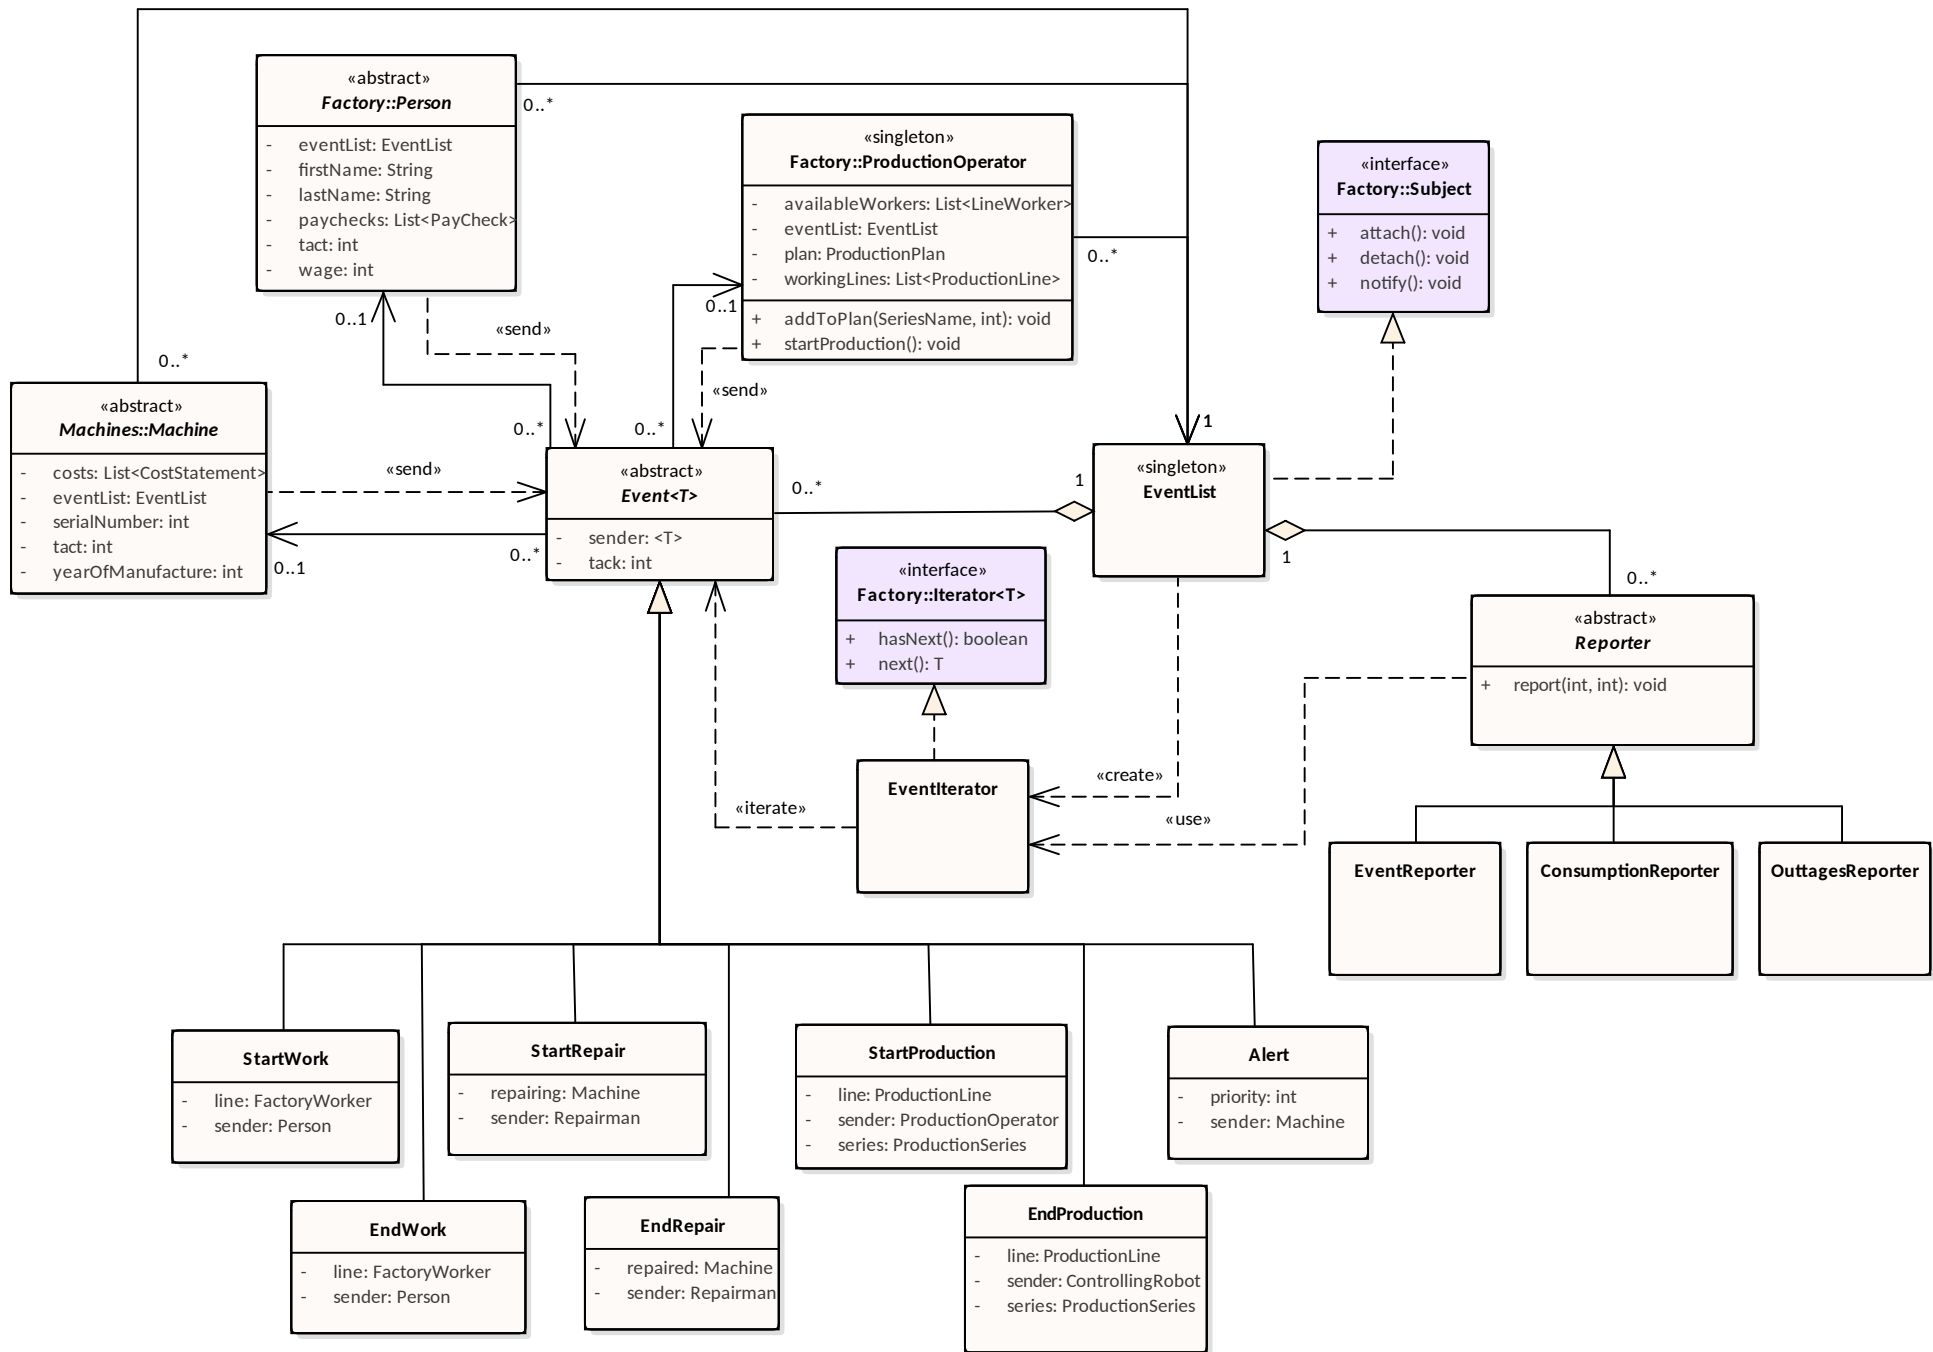 «abstract»
Factory::Person
- eventList: EventList
- firstName: String
- lastName: String
- paychecks: List<PayCheck>
- tact: int
- wage: int
0..*
«singleton»
Factory::ProductionOperator
- availableWorkers: List<LineWorker>
- eventList: EventList
- plan: ProductionPlan
- workingLines: List<ProductionLine>
+ addToPlan(SeriesName, int): void
+ startProduction(): void
0..*
«interface»
Factory::Subject
+ attach(): void
+ detach(): void
+ notify(): void
0..1
«send»
0..1
«send»
0..*
«abstract»
Machines::Machine
- costs: List<CostStatement>
- eventList: EventList
- serialNumber: int
- tact: int
- yearOfManufacture: int
«send»
0..1
0..*
0..*
0..*
«abstract»
Event<T>
- sender: <T>
- tack: int
0..*
1
1
«singleton»
EventList
1
0..*
«interface»
Factory::Iterator<T>
+ hasNext(): boolean
+ next(): T
«abstract»
Reporter
+ report(int, int): void
EventIterator
«iterate»
«create»
«use»
EventReporter
ConsumptionReporter
OuttagesReporter
StartWork
- line: FactoryWorker
- sender: Person
StartRepair
- repairing: Machine
- sender: Repairman
StartProduction
- line: ProductionLine
- sender: ProductionOperator
- series: ProductionSeries
Alert
- priority: int
- sender: Machine
EndWork
- line: FactoryWorker
- sender: Person
EndRepair
- repaired: Machine
- sender: Repairman
EndProduction
- line: ProductionLine
- sender: ControllingRobot
- series: ProductionSeries